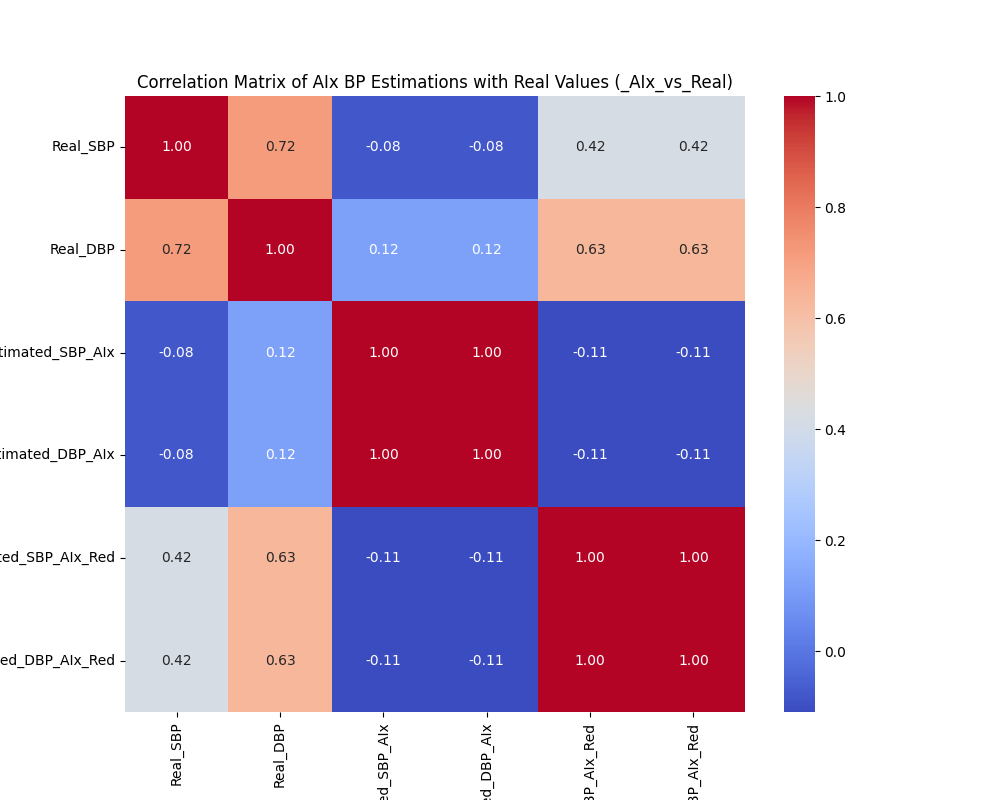 Correlation Matrix of AIx BP Estimations with Real Values (_AIx_vs_Real)
Real_SBP 1.00 0.72 -0.08 -0.08 0.42 0.42
Real_DBP 0.72 1.00 0.12 0.12 0.63 0.63
timated_SBP_AIx -0.08 0.12 1.00 1.00 -0.11 -0.11
timated_DBP_AIx -0.08 0.12 1.00 1.00 -0.11 -0.11
ted_SBP_AIx_Red 0.42 0.63 -0.11 -0.11 1.00 1.00
ed_DBP_AIx_Red 0.42 0.63 -0.11 -0.11 1.00 1.00
Real_SBP
Real_DBP
ed_SBP_AIx
ed_DBP_AIx
BP_AIx_Red
BP_AIx_Red
1.0
0.8
0.6
0.4
0.2
0.0